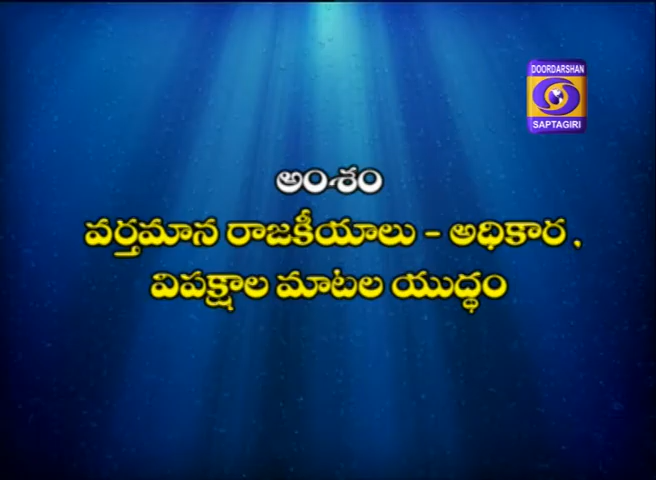 DOORDARSHAN
SAPTAGIRI
అంశం
వర్తమాన రాజకీయాలు - అధికార ,
విపక్షాల మాటల యుద్ధం